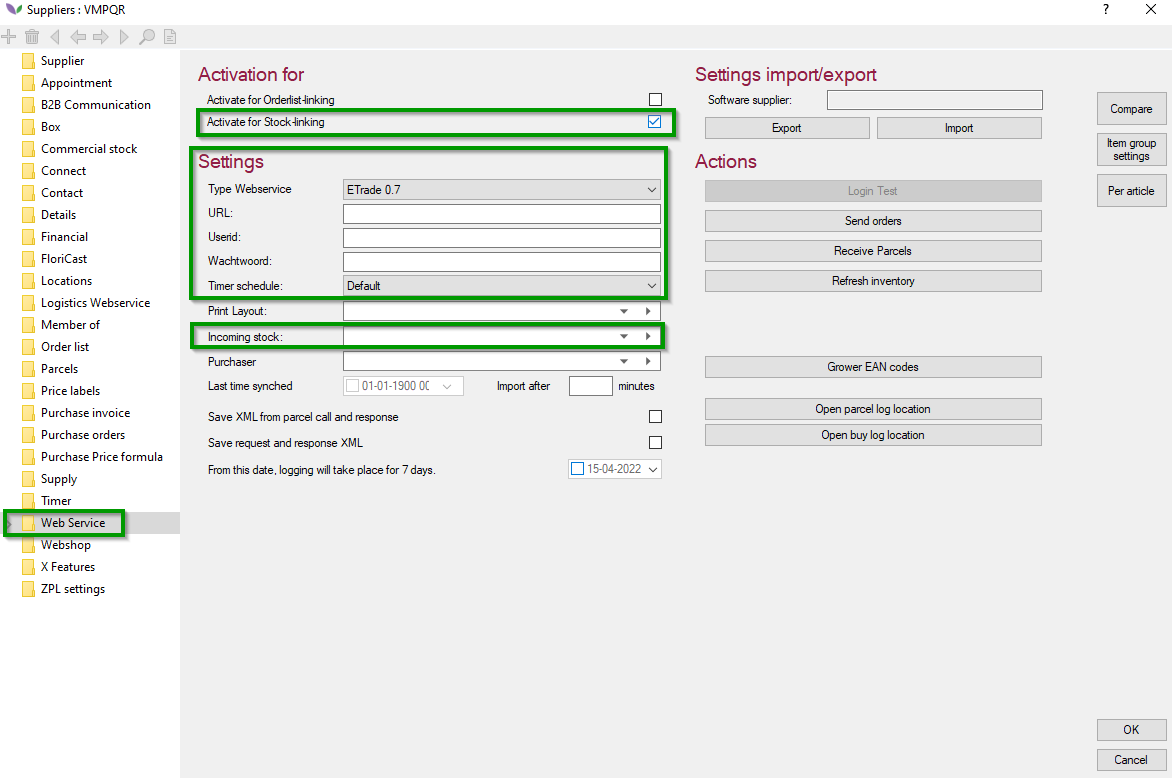 Suppliers : VMPQR
?
Supplier
Appointment
B2B Communication
Box
Commercial stock
Connect
Contact
Details
Financial
FloriCast
Locations
Logistics Webservice
Member of
Order list
Parcels
Price labels
Purchase invoice
Purchase orders
Purchase Price formula
Supply
Timer
Web Service
Webshop
X Features
ZPL settings
Activation for
Activate for Orderlist-linking
Activate for Stock-linking
Settings
Type Webservice ETrade 0.7
URL:
Userid:
Wachtwoord:
Timer schedule: Default
Print Layout:
Incoming stock:
Purchaser
Last time synched 01-01-1900 00 Import after minutes
Save XML from parcel call and response
Save request and response XML
From this date, logging will take place for 7 days. 15-04-2022
Settings import/export
Software supplier:
Export Import
Actions
Login Test
Send orders
Receive Parcels
Refresh inventory
Grower EAN codes
Open parcel log location
Open buy log location
Compare
Item group
settings
Per article
OK
Cancel